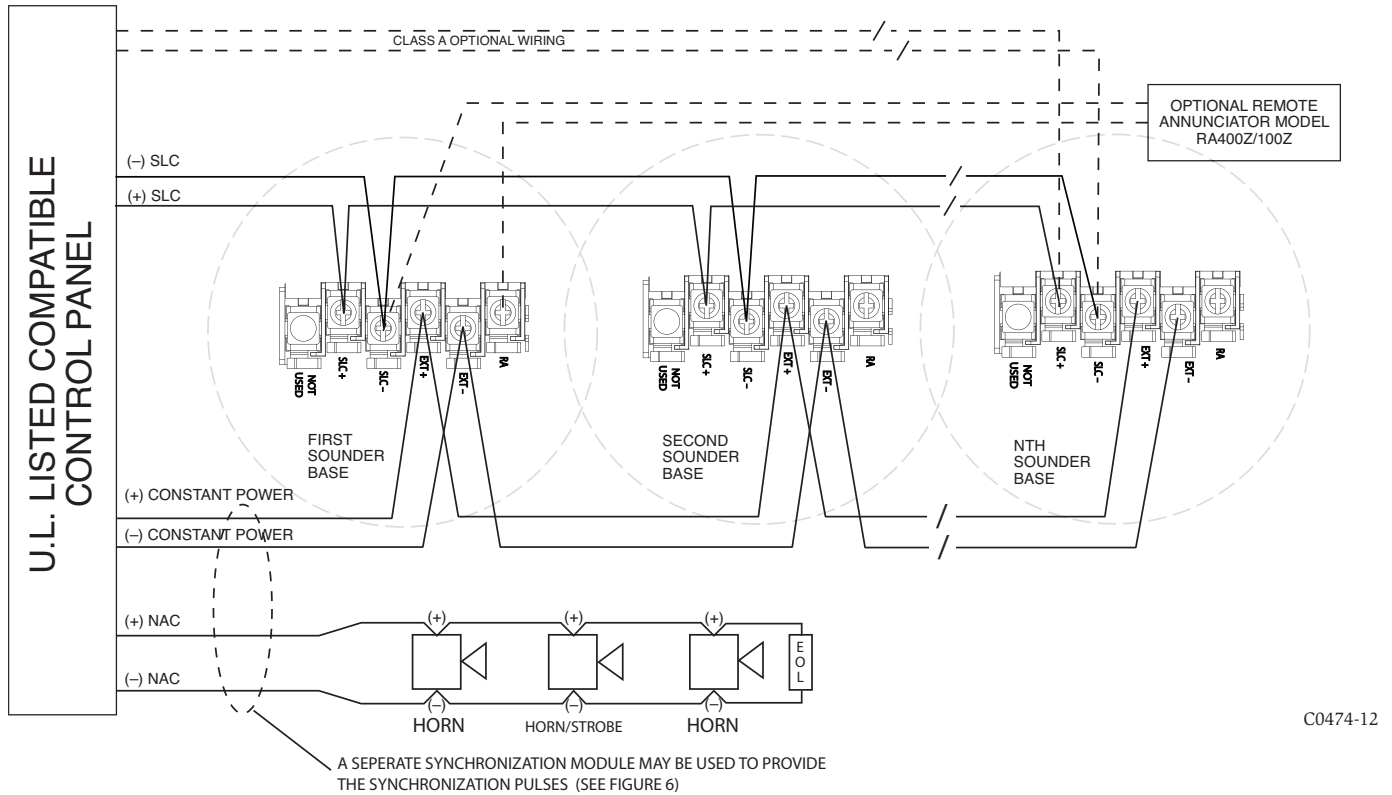 U.L. LISTED COMPATIBLE
CONTROL PANEL
CLASS A OPTIONAL WIRING
OPTIONAL REMOTE
ANNUNCIATOR MODEL
RA400Z/100Z
(–) SLC
(+) SLC
NOT
USED
SLC +
SLC -
EXT +
EXT -
RA
NOT
USED
SLC +
SLC -
EXT +
EXT -
RA
NOT
USED
SLC +
SLC -
EXT +
EXT -
RA
FIRST
SOUNDER
BASE
SECOND
SOUNDER
BASE
NTH
SOUNDER
BASE
(+) CONSTANT POWER
(–) CONSTANT POWER
(+) NAC
(–) NAC
(+)
(+)
(+)
E
O
L
(–)
(–)
(–)
HORN
HORN/STROBE
HORN
A SEPERATE SYNCHRONIZATION MODULE MAY BE USED TO PROVIDE
THE SYNCHRONIZATION PULSES (SEE FIGURE 6)
C0474-12